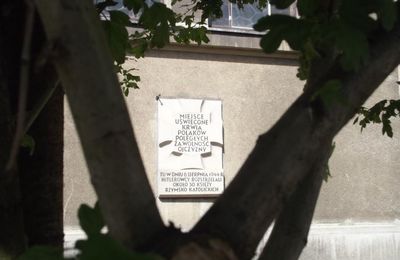 MIEJSCE
UŚWIĘCONE
KRWIĄ
POLAKÓW
POLEGŁYCH
ZA WOLNOŚĆ
OJCZYZNY
TU W DNIU 6 SIERPNIA 1944 R.
HITLEROWCY ROZSTRZELALI
OKOŁO 30 KSIĘŻY
RZYMSKO KATOLICKICH